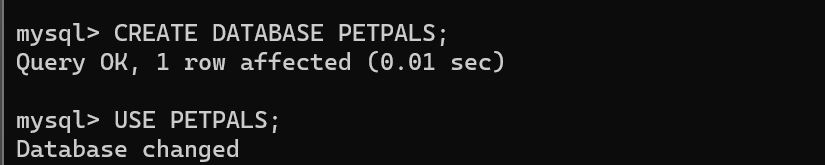 mysql> CREATE DATABASE PETPALS;
Query OK, 1 row affected (0.01 sec)
mysql> USE PETPALS;
Database changed